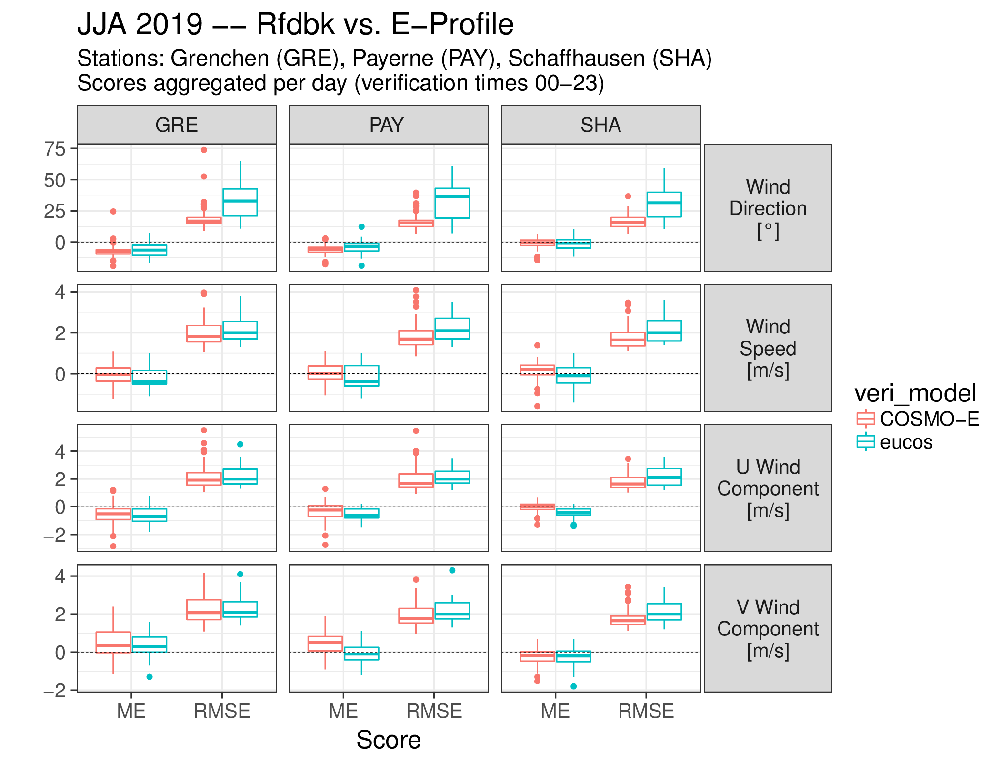 JJA 2019 −− Rfdbk vs. E−Profile
Stations: Grenchen (GRE), Payerne (PAY), Schaffhausen (SHA)
Scores aggregated per day (verification times 00−23)
GRE PAY SHA
75
50
25
0
Wind
Direction
[°]
4
2
0
Wind
Speed
[m/s]
4
2
0
−2
U Wind
Component
[m/s]
4
2
0
−2
V Wind
Component
[m/s]
ME RMSE ME RMSE ME RMSE
Score
veri_model
COSMO−E
eucos